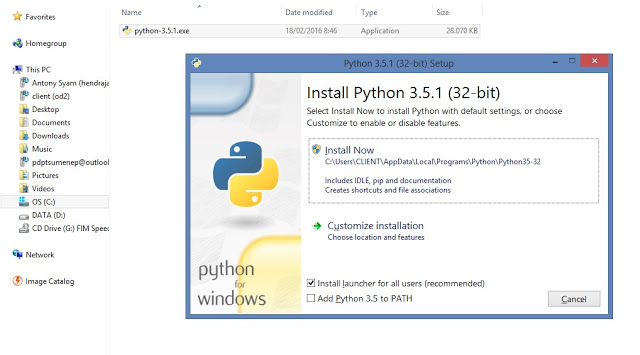 Name
Date modified
Type
Size
python-3.5.1.exe
18/02/2016 8:46
Application
28.070 KB
Favorites
Homegroup
This PC
Antony Syam (hendraja
client (od2)
Desktop
Documents
Downloads
Music
pdptsumenep@outlook
Pictures
Videos
OS (C:)
DATA (D:)
CD Drive (G:) FIM Speed
Network
Image Catalog
Python 3.5.1 (32-bit) Setup
Install Python 3.5.1 (32-bit)
Select Install Now to install Python with default settings, or choose
Customize to enable or disable features.
Install Now
C:\Users\CLIENT\AppData\Local\Programs\Python\Python35-32
Includes IDLE, pip and documentation
Creates shortcuts and file associations
Customize installation
Choose location and features
python
for
windows
Install launcher for all users (recommended)
Add Python 3.5 to PATH
Cancel